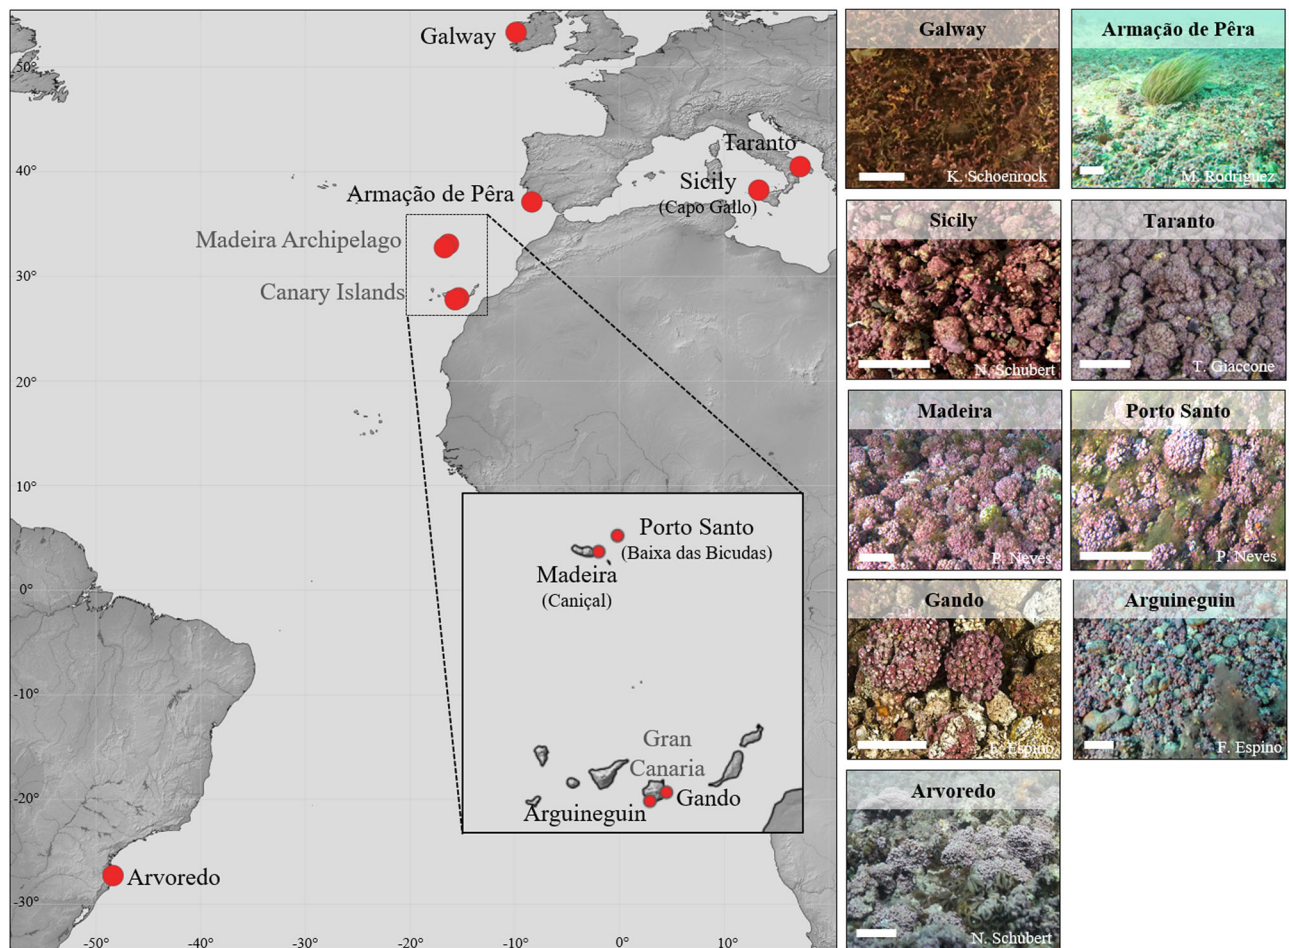 Galway
50°
Taranto
40°
Sicily
(Capo Gallo)
Armação de Pêra
Madeira Archipelago
30°
Canary Islands
20°
10°
Porto Santo
(Baixa das Bicudas)
Madeira
(Caniçal)
0°
-10°
Gran
Canaria
-20°
Gando
Arguineguin
Arvoredo
-30°
-50°
-40°
-30°
-20°
-10°
0°
10°
Galway
K. Schoenrock
Armação de Pêra
M. Rodriguez
Sicily
N. Schubert
Taranto
T. Giaccone
Madeira
P. Neves
Porto Santo
P. Neves
Gando
F. Espino
Arguineguin
F. Espino
Arvoredo
N. Schubert